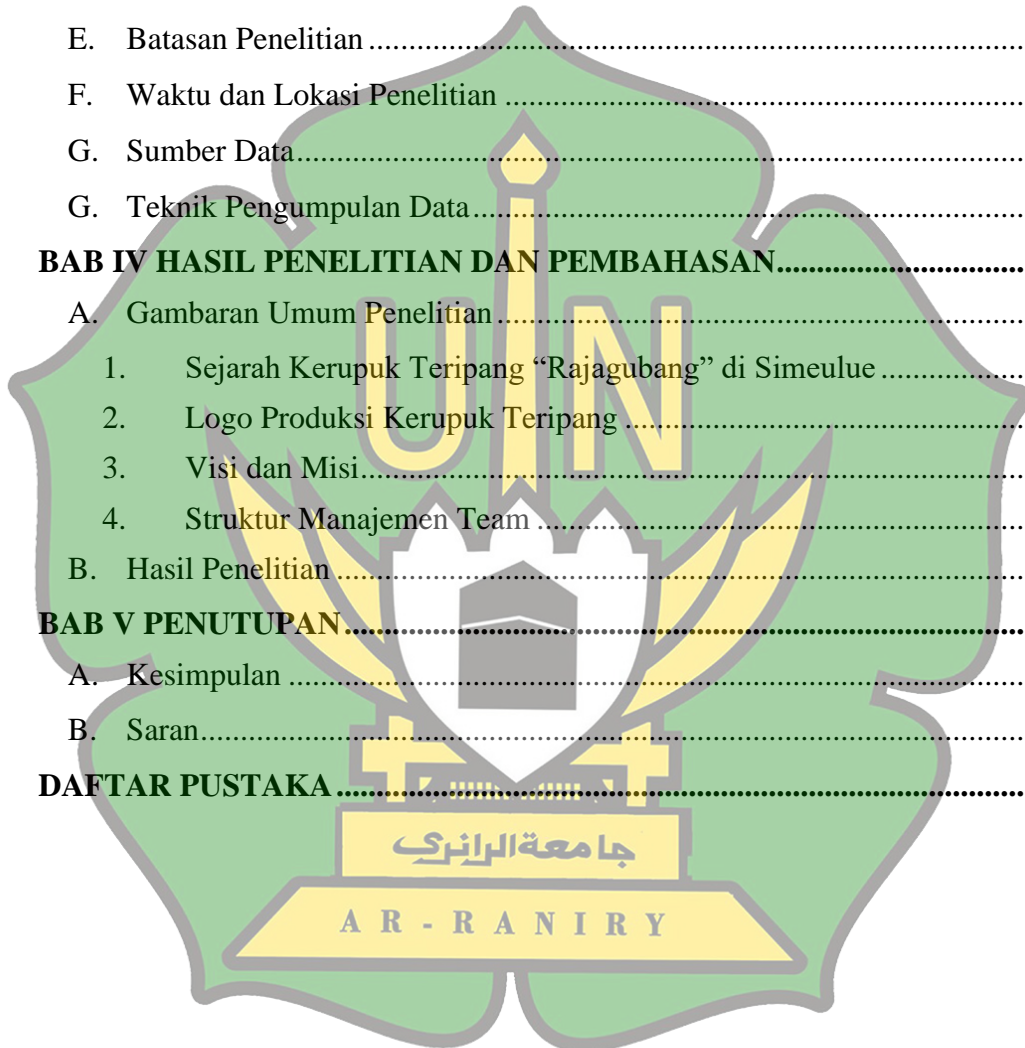 E. Batasan Penelitian ........................................................................
F. Waktu dan Lokasi Penelitian ........................................................
G. Sumber Data................................................................................
G. Teknik Pengumpulan Data............................................................
BAB IV HASIL PENELITIAN DAN PEMBAHASAN..............................
A. Gambaran Umum Penelitian ........................................................
1. Sejarah Kerupuk Teripang “Rajagubang” di Simeulue ..................
2. Logo Produksi Kerupuk Teripang .................................................
3. Visi dan Misi................................................................................
4. Struktur Manajemen Team ...........................................................
B. Hasil Penelitian ............................................................................
BAB V PENUTUPAN ........................................................................
A. Kesimpulan ..................................................................................
B. Saran............................................................................................
DAFTAR PUSTAKA ..........................................................................
UIN
جامعة الرانري
AR-RANIRY